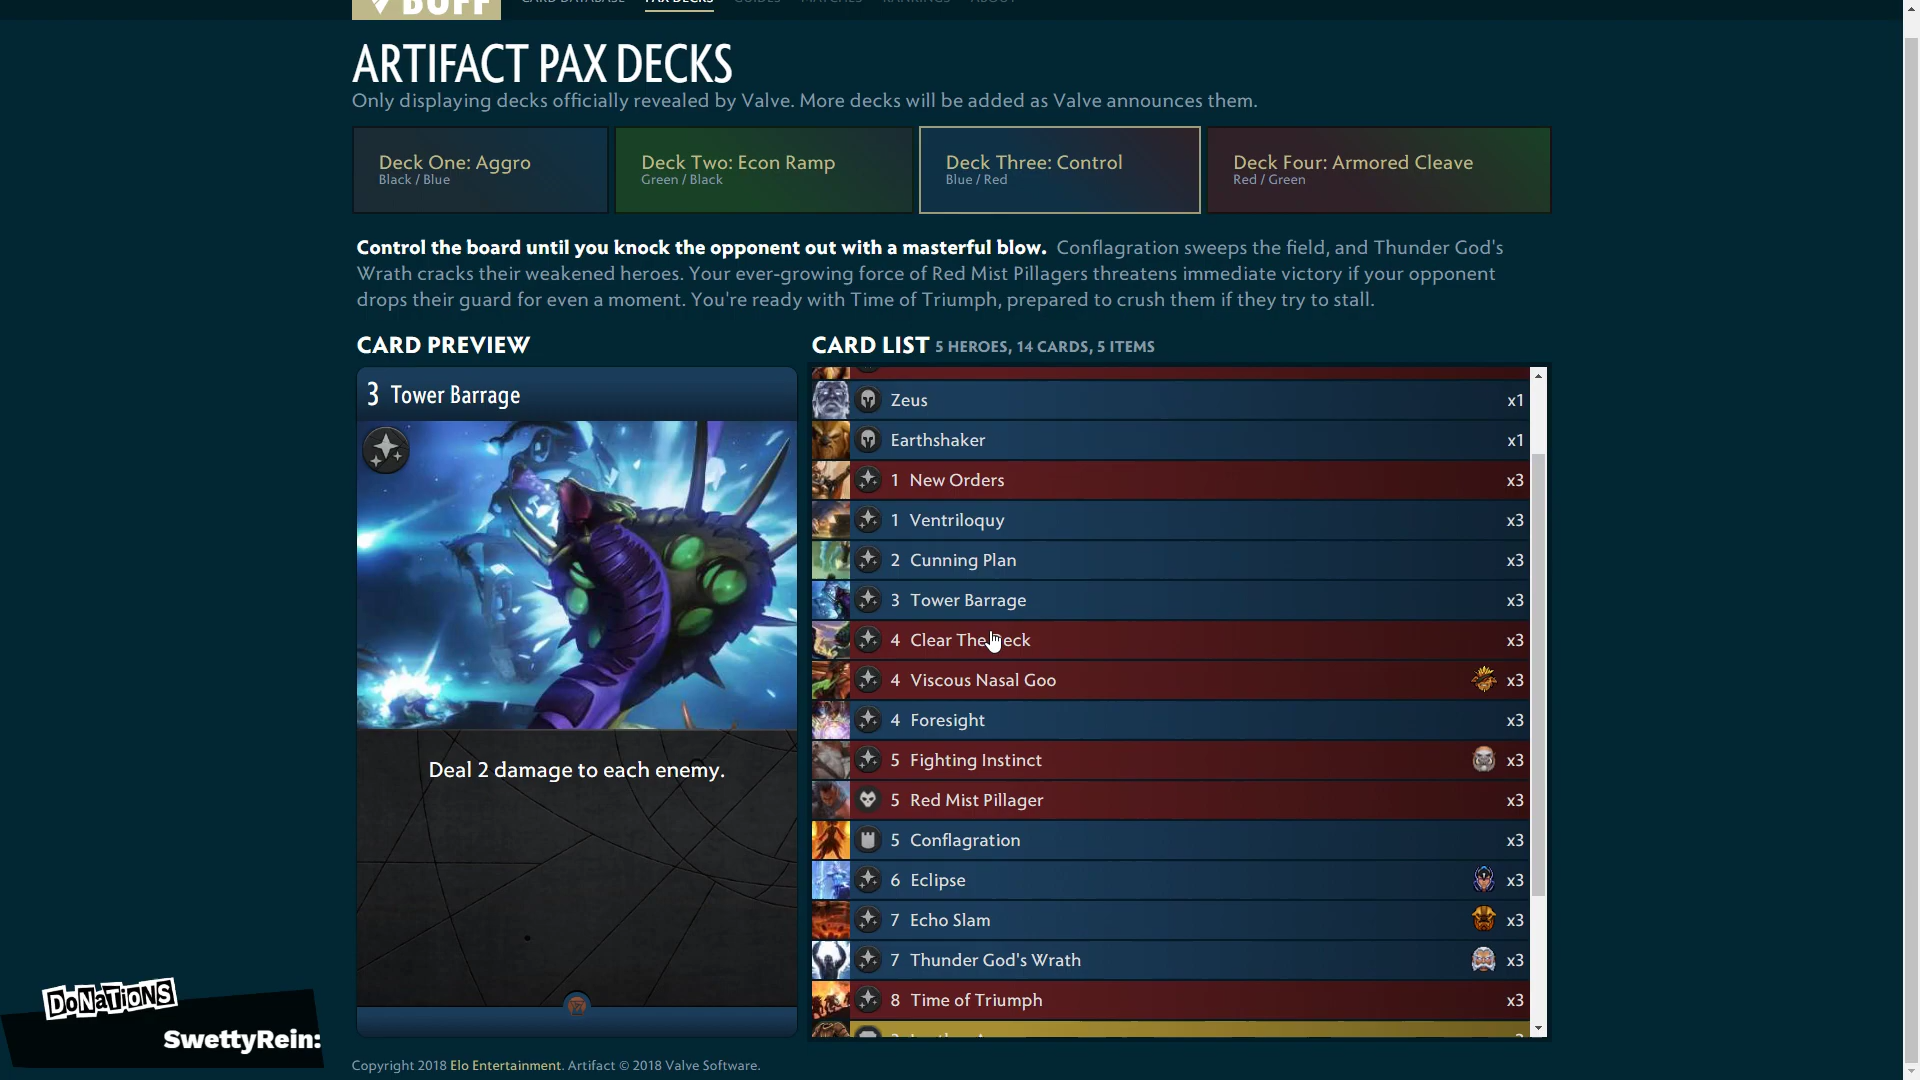 BUFF
CARD DATABASE PAX DECKS GUIDES MATCHES RANKINGS ABOUT
ARTIFACT PAX DECKS
Only displaying decks officially revealed by Valve. More decks will be added as Valve announces them.
Deck One: Aggro
Black / Blue
Deck Two: Econ Ramp
Green / Black
Deck Three: Control
Blue / Red
Deck Four: Armored Cleave
Red / Green
Control the board until you knock the opponent out with a masterful blow. Conflagration sweeps the field, and Thunder God's
Wrath cracks their weakened heroes. Your ever-growing force of Red Mist Pillagers threatens immediate victory if your opponent
drops their guard for even a moment. You're ready with Time of Triumph, prepared to crush them if they try to stall.
CARD PREVIEW
3 Tower Barrage
Deal 2 damage to each enemy.
CARD LIST 5 HEROES, 14 CARDS, 5 ITEMS
Zeus x1
Earthshaker x1
1 New Orders x3
1 Ventriloquy x3
2 Cunning Plan x3
3 Tower Barrage x3
4 Clear The Deck x3
4 Viscous Nasal Goo x3
4 Foresight x3
5 Fighting Instinct x3
5 Red Mist Pillager x3
5 Conflagration x3
6 Eclipse x3
7 Echo Slam x3
7 Thunder God's Wrath x3
8 Time of Triumph x3
DONATIONS
SwettyRein:
Copyright 2018 Elo Entertainment. Artifact © 2018 Valve Software.